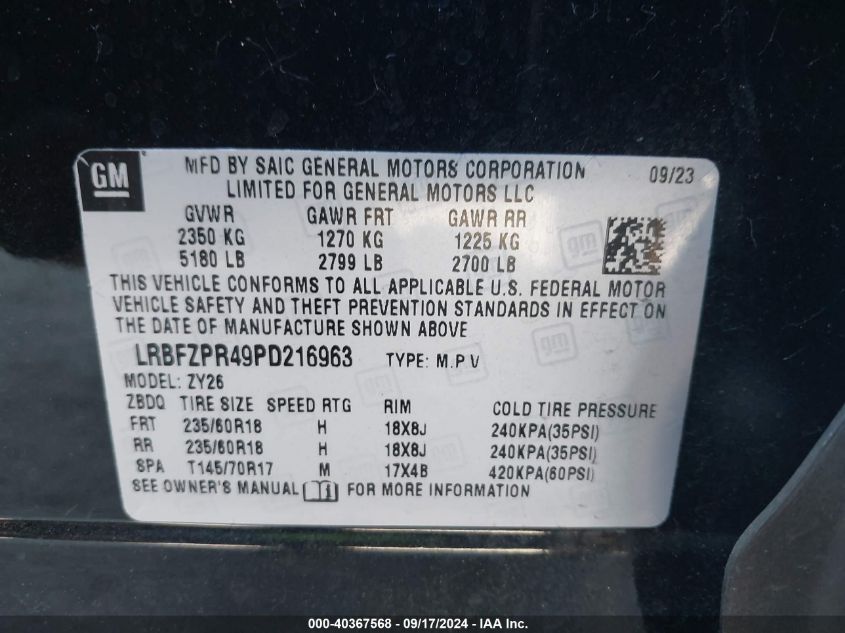 GM
MFD BY SAIC GENERAL MOTORS CORPORATION 09/23
LIMITED FOR GENERAL MOTORS LLC
GVWR GAWR FRT GAWR RR
2350 KG 1270 KG 1225 KG
5180 LB 2799 LB 2700 LB
THIS VEHICLE CONFORMS TO ALL APPLICABLE U.S. FEDERAL MOTOR
VEHICLE SAFETY AND THEFT PREVENTION STANDARDS IN EFFECT ON
THE DATE OF MANUFACTURE SHOWN ABOVE
LRBFZPR49PD216963 TYPE: M.P.V
MODEL: ZY26
ZBDQ TIRE SIZE SPEED RTG RIM COLD TIRE PRESSURE
FRT 235/60R18 H 18X8J 240KPA(35PSI)
RR 235/60R18 H 18X8J 240KPA(35PSI)
SPA T145/70R17 M 17X4B 420KPA(60PSI)
SEE OWNER'S MANUAL FOR MORE INFORMATION
000-40367568 - 09/17/2024 - IAA Inc.